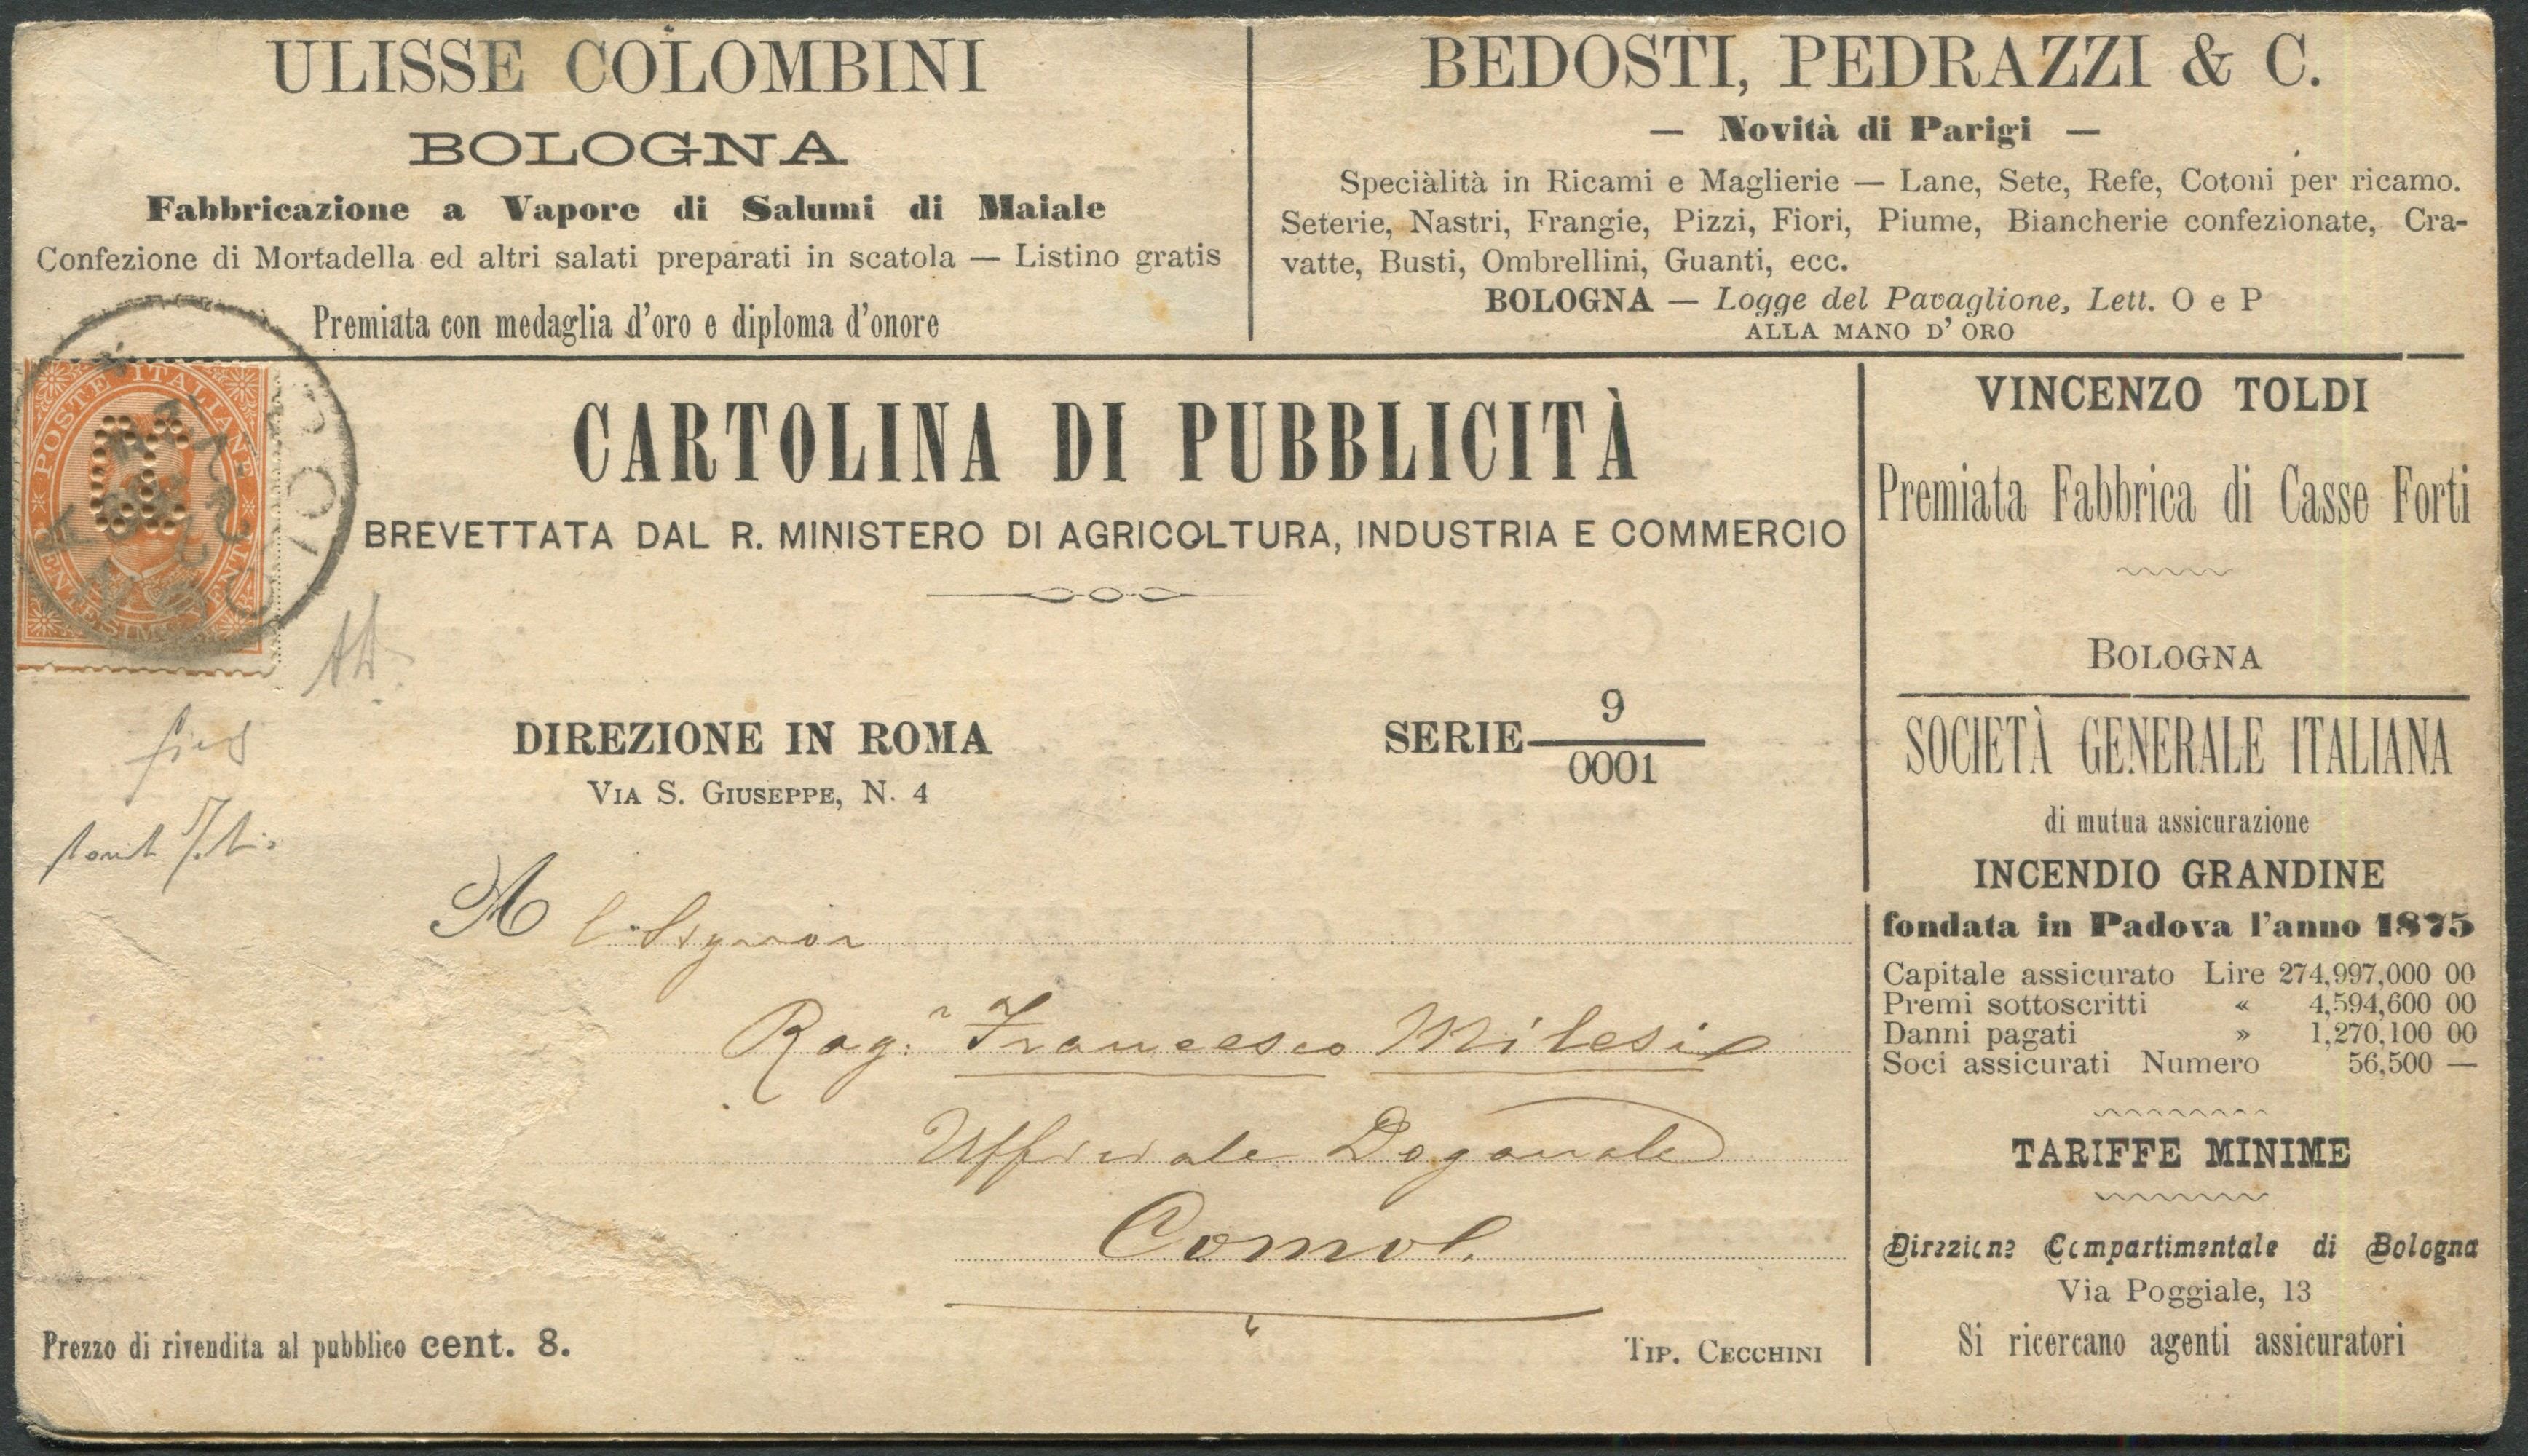 ULISSE COLOMBINI
BOLOGNA
Fabbricazione a Vapore di Salumi di Maiale
Confezione di Mortadella ed altri salati preparati in scatola — Listino gratis
Premiata con medaglia d'oro e diploma d'onore
BEDOSTI, PEDRAZZI & C.
— Novità di Parigi —
Speciàlità in Ricami e Maglierie — Lane, Sete, Refe, Cotoni per ricamo.
Seterie, Nastri, Frangie, Pizzi, Fiori, Piume, Biancherie confezionate, Cra-
vatte, Busti, Ombrellini, Guanti, ecc.
BOLOGNA — Logge del Pavaglione, Lett. O e P
ALLA MANO D'ORO
POSTE ITALIANE
CARTOLINA DI PUBBLICITÀ
BREVETTATA DAL R. MINISTERO DI AGRICOLTURA, INDUSTRIA E COMMERCIO
DIREZIONE IN ROMA
VIA S. GIUSEPPE, N. 4
SERIE 9
0001
A l Signor
Rag.r Francesco Milesi
Ufficiale Doganale
Como
Prezzo di rivendita al pubblico cent. 8.
TIP. CECCHINI
VINCENZO TOLDI
Premiata Fabbrica di Casse Forti
BOLOGNA
SOCIETÀ GENERALE ITALIANA
di mutua assicurazione
INCENDIO GRANDINE
fondata in Padova l'anno 1875
Capitale assicurato Lire 274,997,000 00
Premi sottoscritti « 4,594,600 00
Danni pagati » 1,270,100 00
Soci assicurati Numero 56,500 —
TARIFFE MINIME
Direzione Compartimentale di Bologna
Via Poggiale, 13
Si ricercano agenti assicuratori